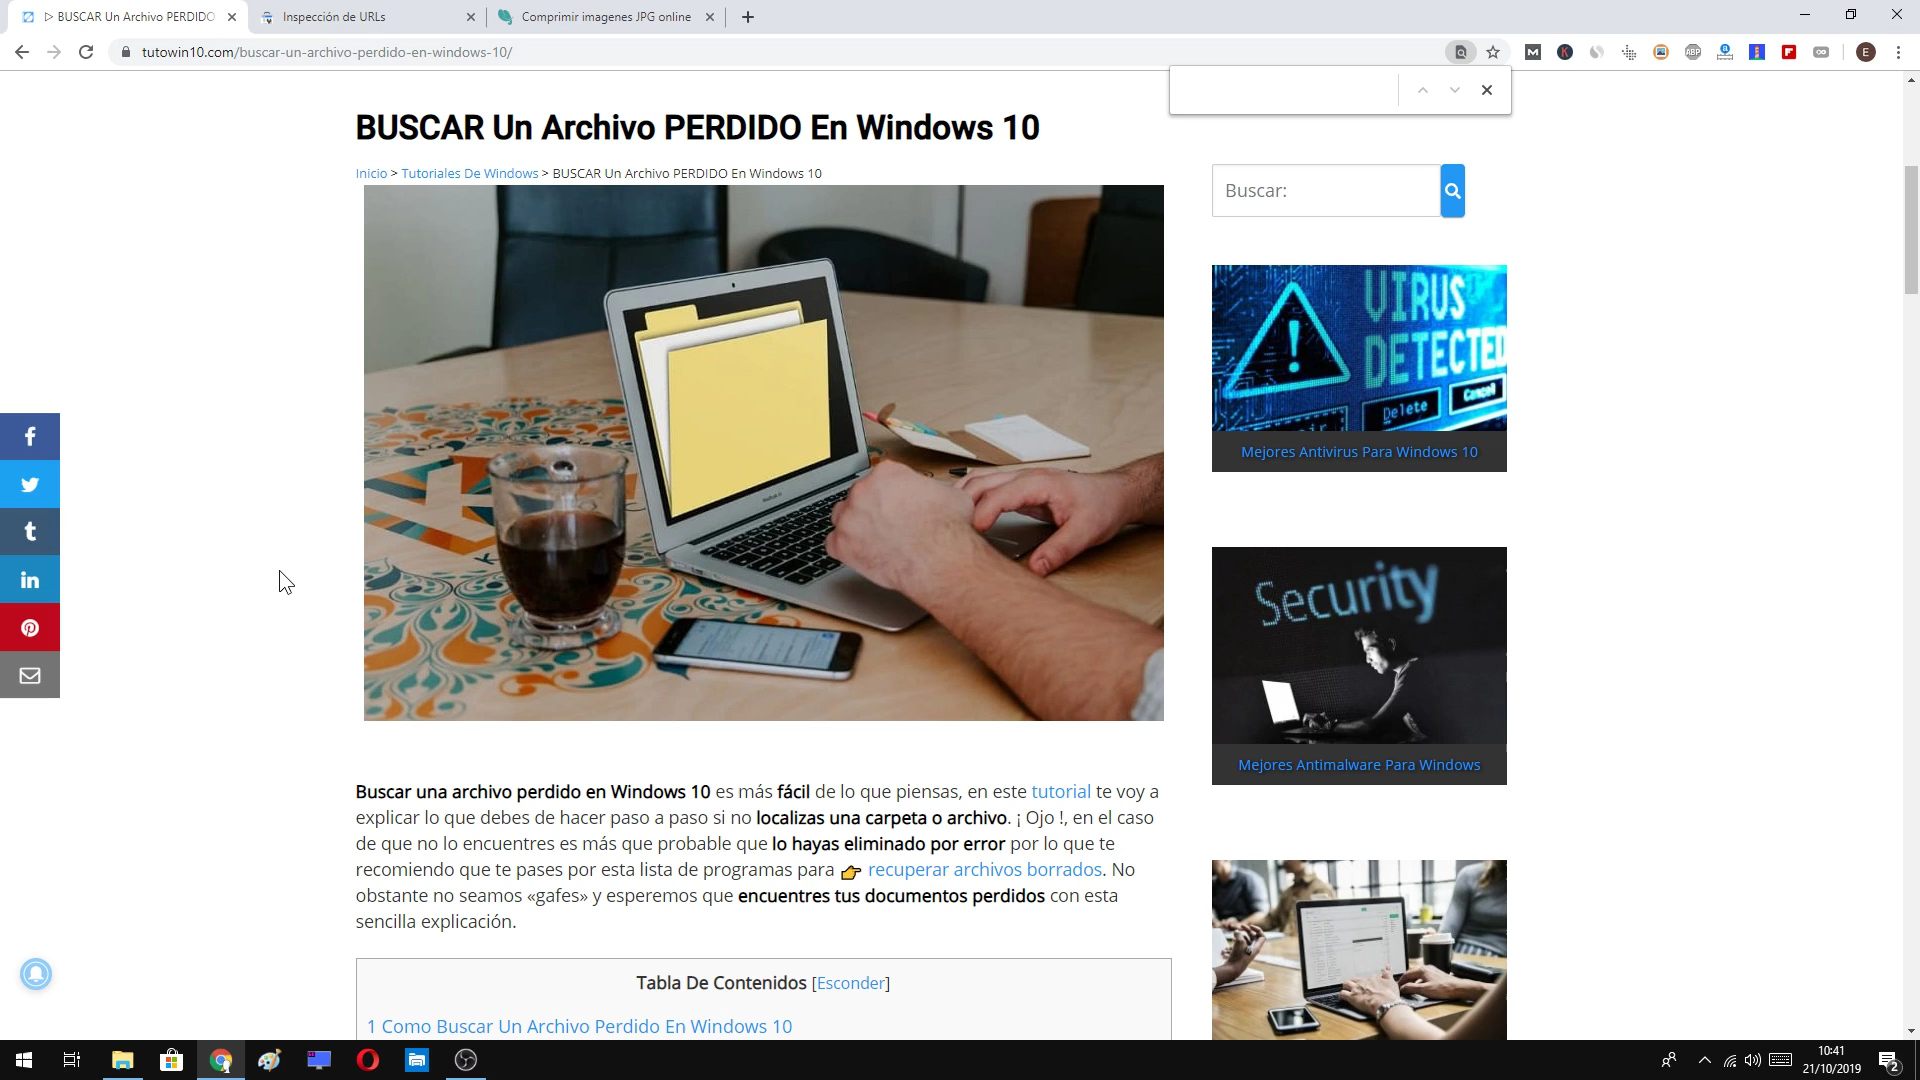 ▷ BUSCAR Un Archivo PERDIDO
Inspección de URLs
Comprimir imagenes JPG online
tutowin10.com/buscar-un-archivo-perdido-en-windows-10/
BUSCAR Un Archivo PERDIDO En Windows 10
Inicio > Tutoriales De Windows > BUSCAR Un Archivo PERDIDO En Windows 10
Buscar:
VIRUS
DETECTED
Delete
Cancel
Mejores Antivirus Para Windows 10
Security
Mejores Antimalware Para Windows
Buscar una archivo perdido en Windows 10 es más fácil de lo que piensas, en este tutorial te voy a
explicar lo que debes de hacer paso a paso si no localizas una carpeta o archivo. ¡ Ojo !, en el caso
de que no lo encuentres es más que probable que lo hayas eliminado por error por lo que te
recomiendo que te pases por esta lista de programas para 👉 recuperar archivos borrados. No
obstante no seamos «gafes» y esperemos que encuentres tus documentos perdidos con esta
sencilla explicación.
Tabla De Contenidos [Esconder]
1 Como Buscar Un Archivo Perdido En Windows 10
10:41
21/10/2019
2